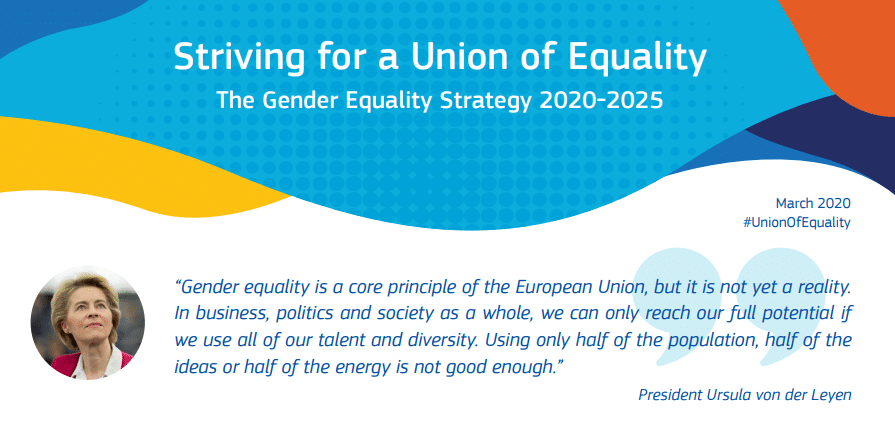 Striving for a Union of Equality
The Gender Equality Strategy 2020-2025
March 2020
#UnionOfEquality
“Gender equality is a core principle of the European Union, but it is not yet a reality.
In business, politics and society as a whole, we can only reach our full potential if
we use all of our talent and diversity. Using only half of the population, half of the
ideas or half of the energy is not good enough.”
President Ursula von der Leyen